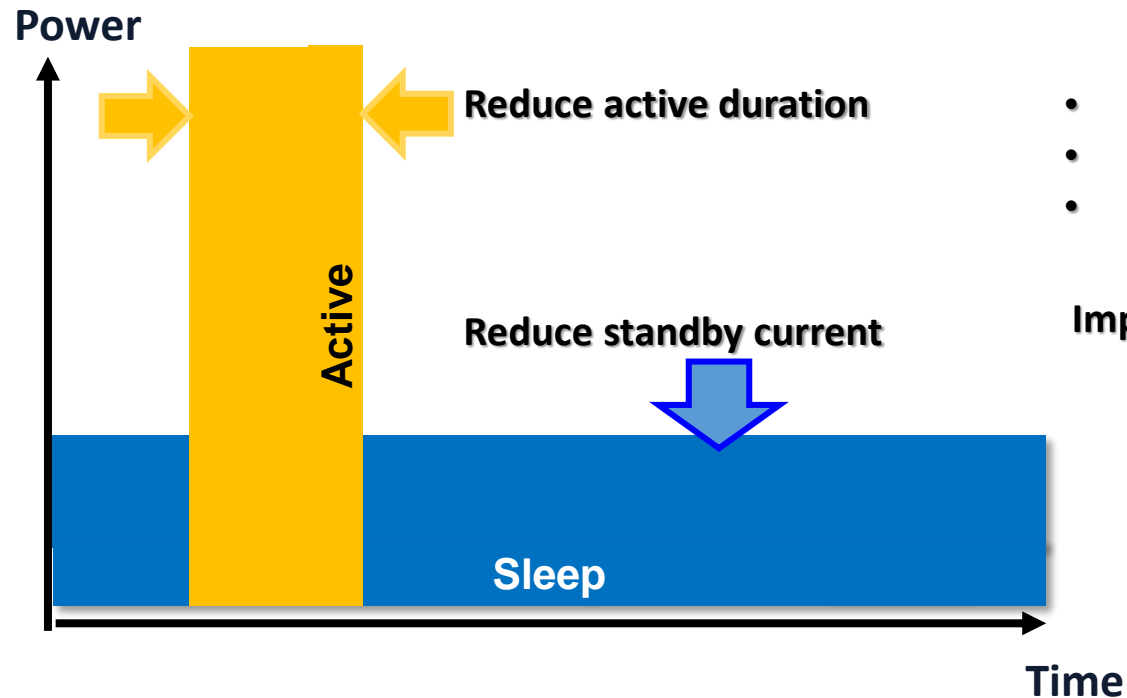 Power
Reduce active duration
•
•
•
Active
Reduce standby current
Sleep
Time